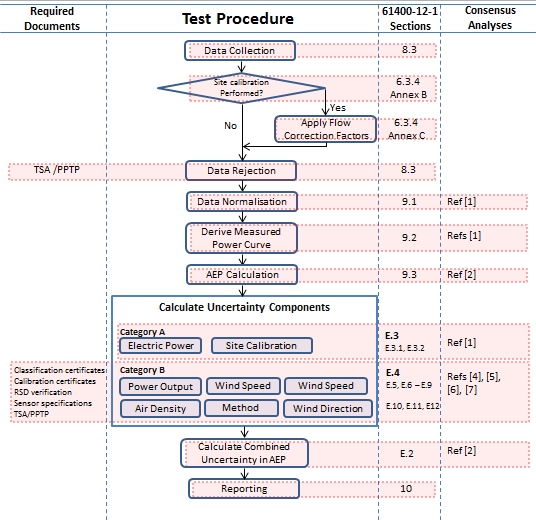 Required
Documents
Test Procedure
61400-12-1
Sections
Consensus
Analyses
Data Collection
8.3
Site calibration
Performed?
6.3.4
Annex B
Yes
No
Apply Flow
Correction Factors
6.3.4
Annex C
TSA /PPTP
Data Rejection
8.3
Data Normalisation
9.1
Ref [1]
Derive Measured
Power Curve
9.2
Refs [1]
AEP Calculation
9.3
Ref [2]
Calculate Uncertainty Components
Category A
Electric Power
Site Calibration
E.3
E.3.1, E.3.2
Ref [1]
Classification certificates
Calibration certificates
RSD verification
Sensor specifications
TSA/PPTP
Category B
Power Output
Wind Speed
Wind Speed
Air Density
Method
Wind Direction
E.4
E.5, E.6 – E.9
E.10, E.11, E12
Refs [4], [5],
[6], [7]
Calculate Combined
Uncertainty in AEP
E.2
Ref [2]
Reporting
10